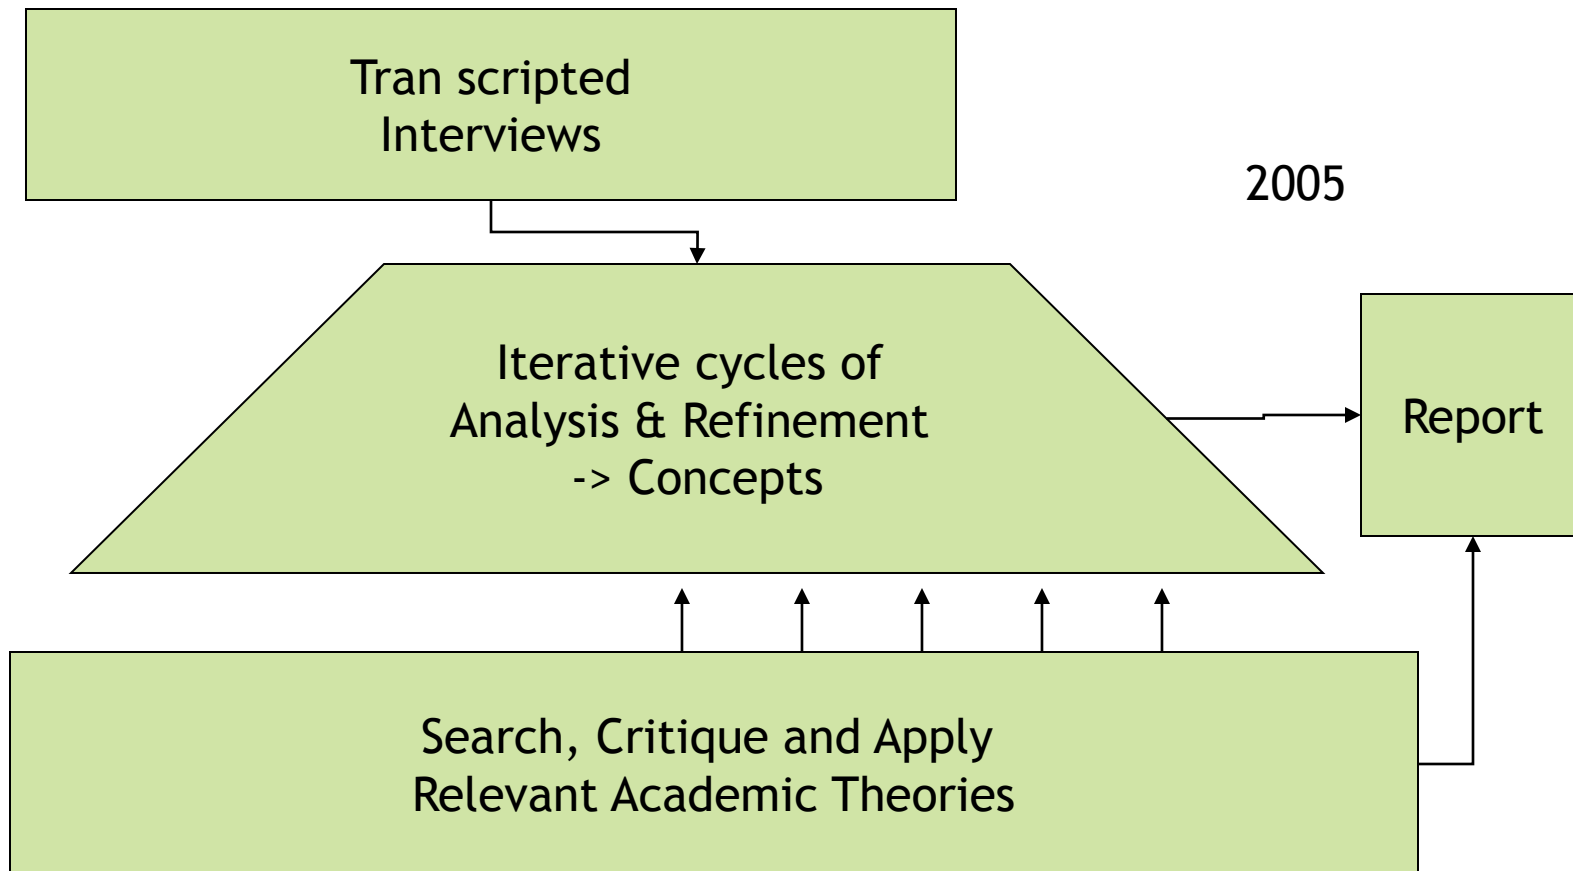 Tran scripted
Interviews
2005
Iterative cycles of
Analysis & Refinement
-> Concepts
Report
Search, Critique and Apply
Relevant Academic Theories